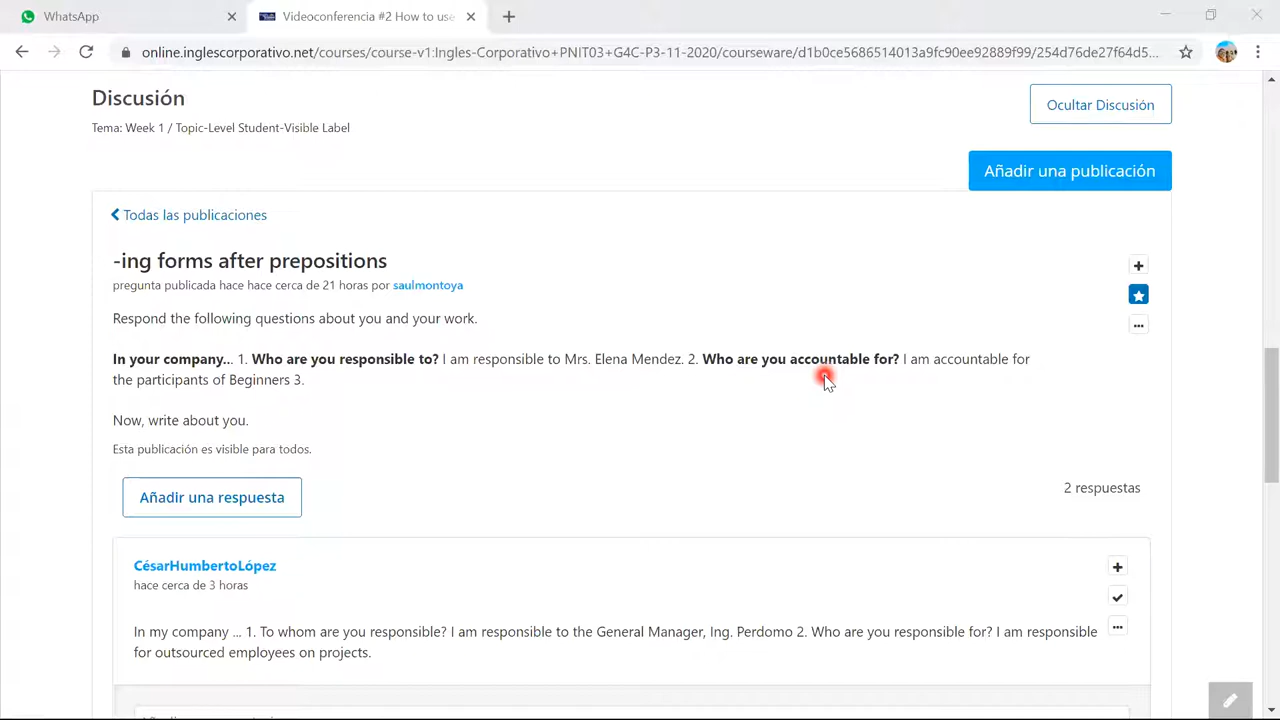 WhatsApp
Videoconferencia #2 How to use
online.inglescorporativo.net/courses/course-v1:Ingles-Corporativo+PNIT03+G4C-P3-11-2020/courseware/d1b0ce5686514013a9fc90ee92889f99/254d76de27f64d5...
Discusión
Ocultar Discusión
Tema: Week 1 / Topic-Level Student-Visible Label
Añadir una publicación
Todas las publicaciones
-ing forms after prepositions
pregunta publicada hace hace cerca de 21 horas por saulmontoya
Respond the following questions about you and your work.
In your company... 1. Who are you responsible to? I am responsible to Mrs. Elena Mendez. 2. Who are you accountable for? I am accountable for
the participants of Beginners 3.
Now, write about you.
Esta publicación es visible para todos.
Añadir una respuesta
2 respuestas
CésarHumbertoLópez
hace cerca de 3 horas
In my company ... 1. To whom are you responsible? I am responsible to the General Manager, Ing. Perdomo 2. Who are you responsible for? I am responsible
for outsourced employees on projects.